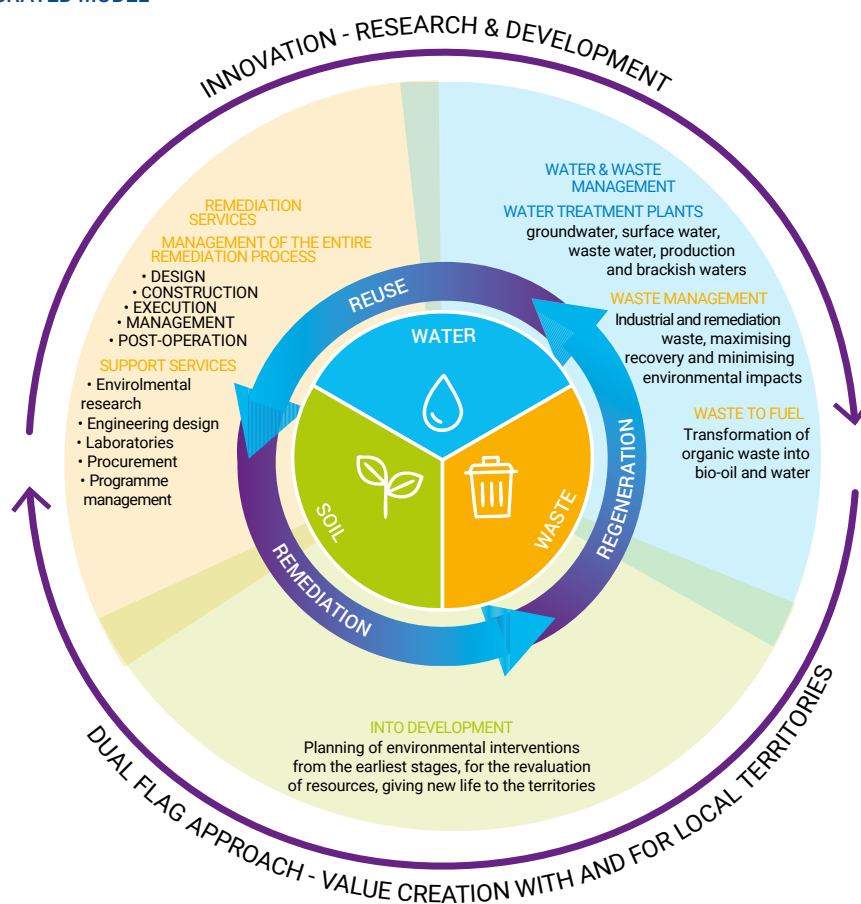 INNOVATION - RESEARCH & DEVELOPMENT
REMEDIATION
SERVICES
MANAGEMENT OF THE ENTIRE
REMEDIATION PROCESS
• DESIGN
• CONSTRUCTION
• EXECUTION
• MANAGEMENT
• POST-OPERATION
SUPPORT SERVICES
• Envirolmental
research
• Engineering design
• Laboratories
• Procurement
• Programme
management
WATER & WASTE
MANAGEMENT
WATER TREATMENT PLANTS
groundwater, surface water,
waste water, production
and brackish waters
WASTE MANAGEMENT
Industrial and remediation
waste, maximising
recovery and minimising
environmental impacts
WASTE TO FUEL
Transformation of
organic waste into
bio-oil and water
REUSE
WATER
SOIL
WASTE
REGENERATION
REMEDIATION
INTO DEVELOPMENT
Planning of environmental interventions
from the earliest stages, for the revaluation
of resources, giving new life to the territories
DUAL FLAG APPROACH - VALUE CREATION WITH AND FOR LOCAL TERRITORIES